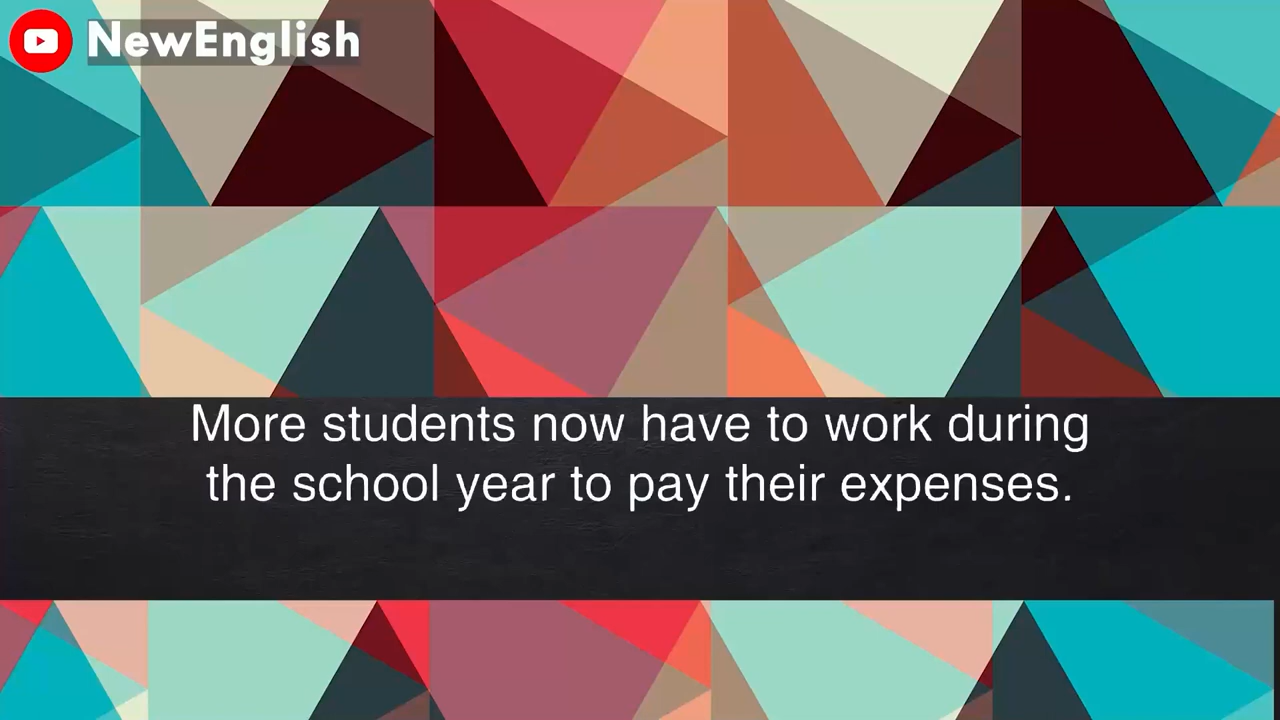 NewEnglish
More students now have to work during
the school year to pay their expenses.